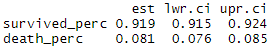 est lwr.ci upr.ci
survived_perc 0.919 0.915 0.924
death_perc 0.081 0.076 0.085